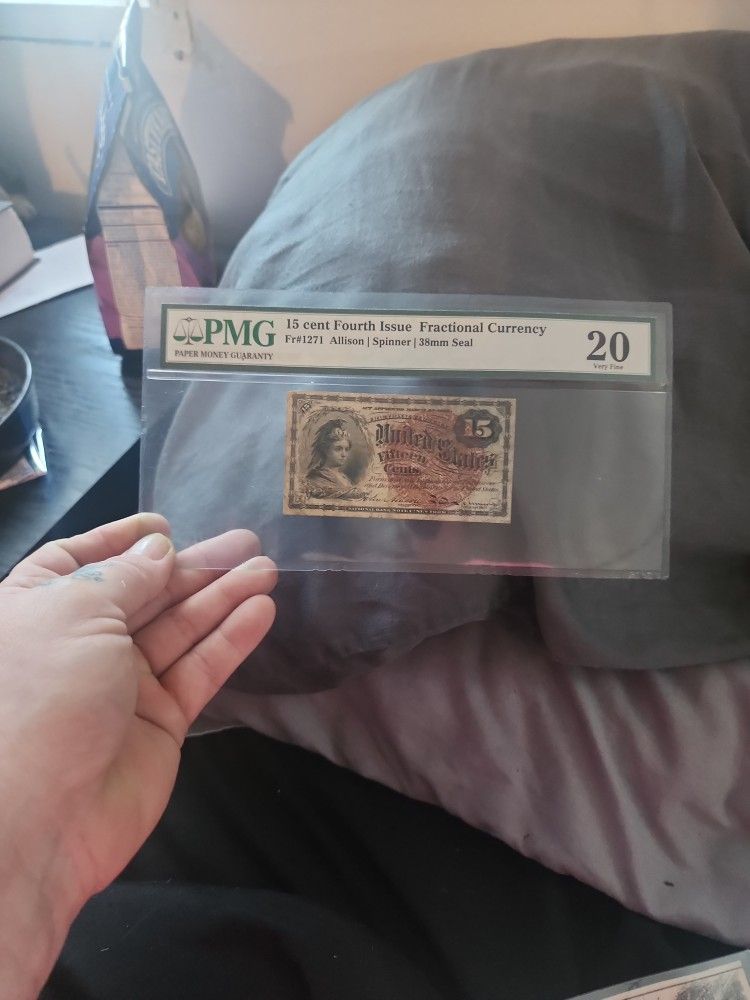 PMG
PAPER MONEY GUARANTY
15 cent Fourth Issue Fractional Currency
Fr#1271 Allison | Spinner | 38mm Seal
20
Very Fine
15
United States
Fifteen
Cents